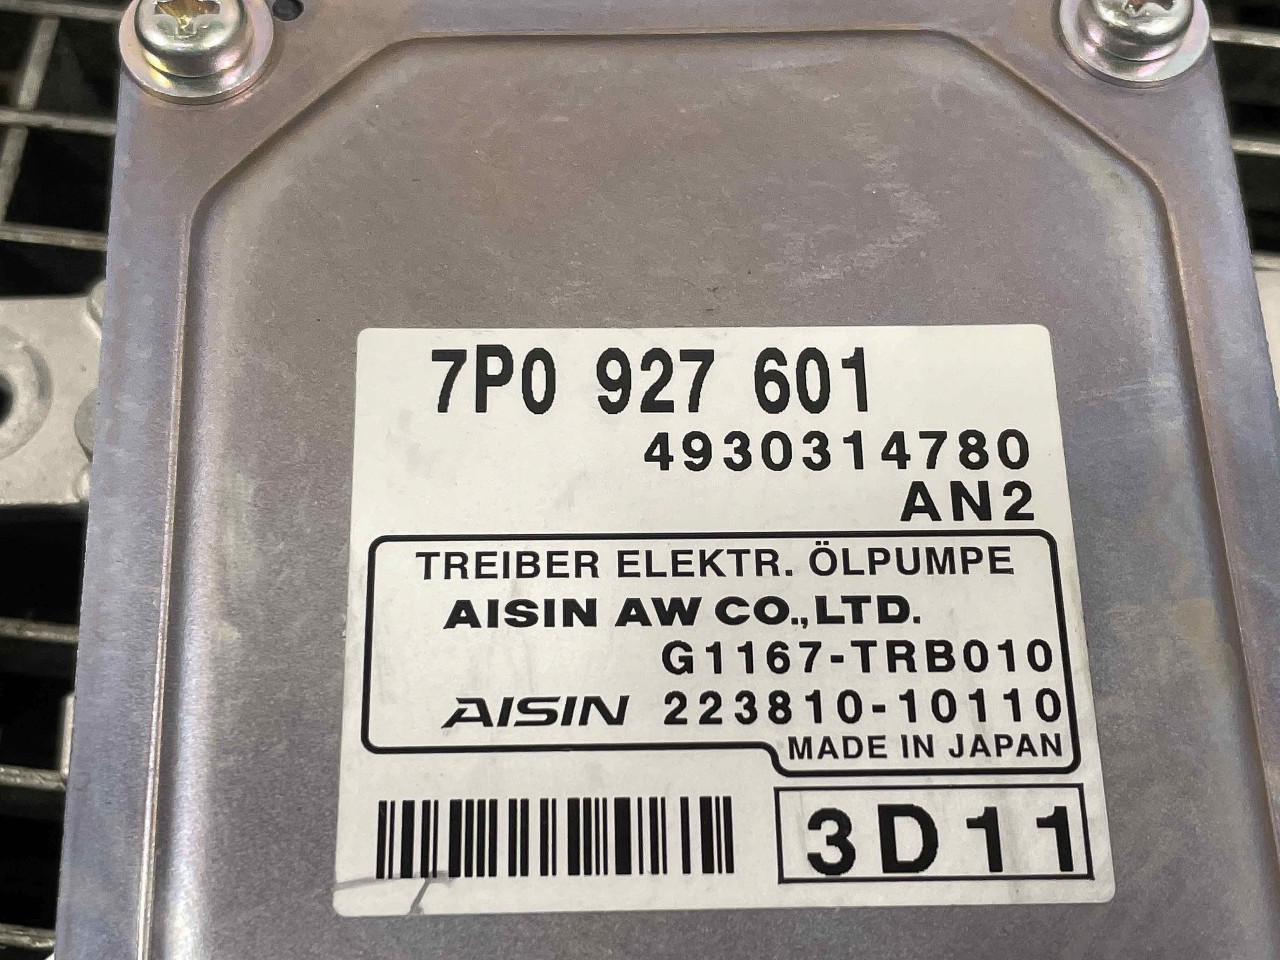 7P0 927 601
4930314780
AN2
TREIBER ELEKTR. ÖLPUMPE
AISIN AW CO.,LTD.
G1167-TRB010
AISIN 223810-10110
MADE IN JAPAN
3D11